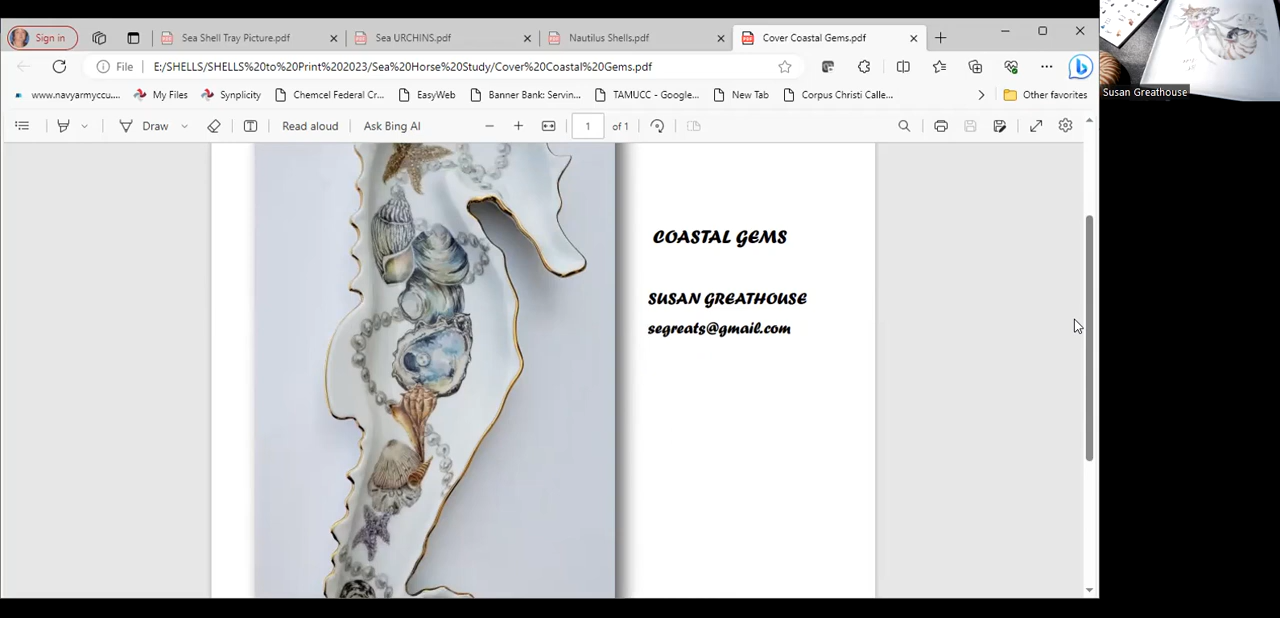 Sign in
Sea Shell Tray Picture.pdf
Sea URCHINS.pdf
Nautilus Shells.pdf
Cover Coastal Gems.pdf
File
E:/SHELLS/SHELLS%20to%20Print%202023/Sea%20Horse%20Study/Cover%20Coastal%20Gems.pdf
www.navyarmyccu....
My Files
Synplicity
Chemcel Federal Cr...
EasyWeb
Banner Bank: Servin...
TAMUCC - Google...
New Tab
Corpus Christi Calle...
Other favorites
Draw
Read aloud
Ask Bing AI
1
of 1
COASTAL GEMS
SUSAN GREATHOUSE
segreats@gmail.com
Susan Greathouse